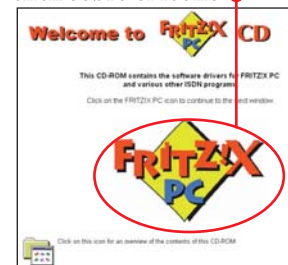 Welcome to FRITZ!X PC CD
This CD-ROM contains the software drivers for FRITZ!X PC
and various other ISDN programs
Click on the FRITZ!X PC icon to continue to the next window.
FRITZ!X
PC
Click on this icon for an overview of the contents of this CD-ROM